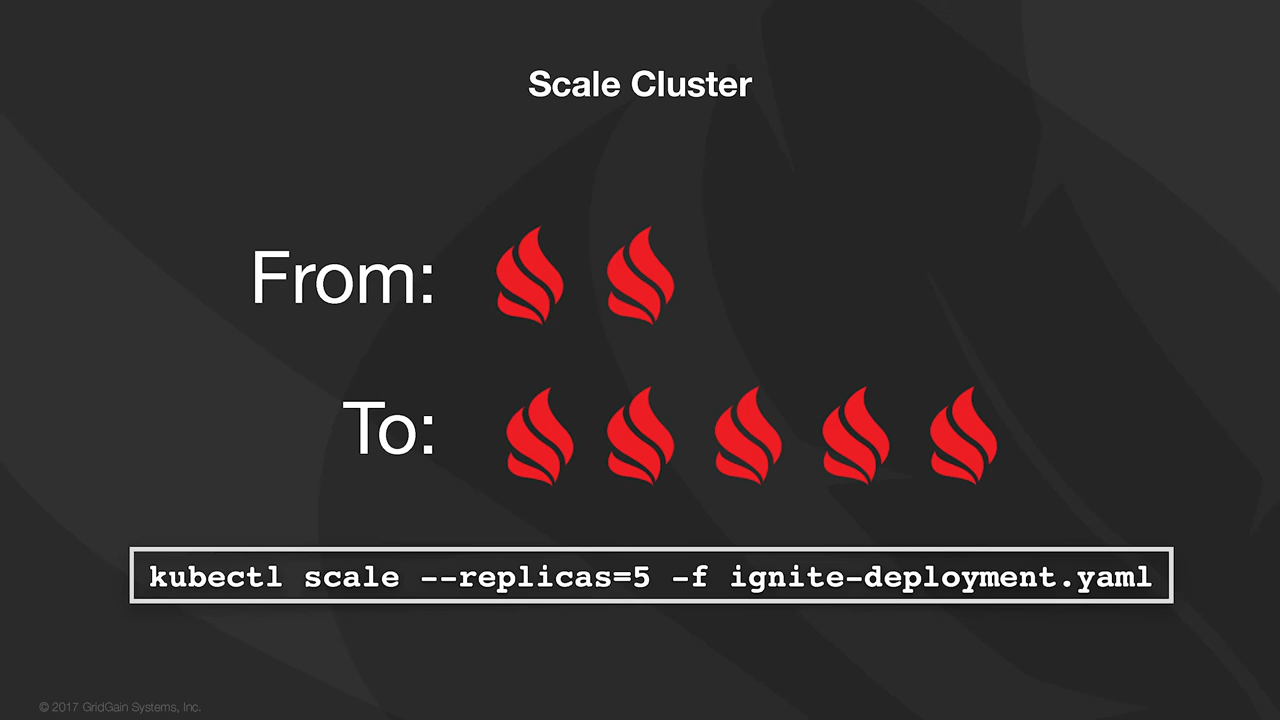 Scale Cluster
From:
To:
kubectl scale --replicas=5 -f ignite-deployment.yaml
© 2017 GridGain Systems, Inc.